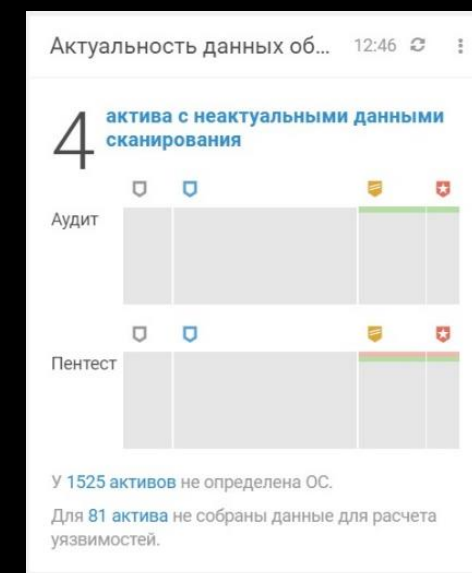 Актуальность данных об... 12:46
4 актива с неактуальными данными
сканирования
Аудит
Пентест
У 1525 активов не определена ОС.
Для 81 актива не собраны данные для расчета
уязвимостей.